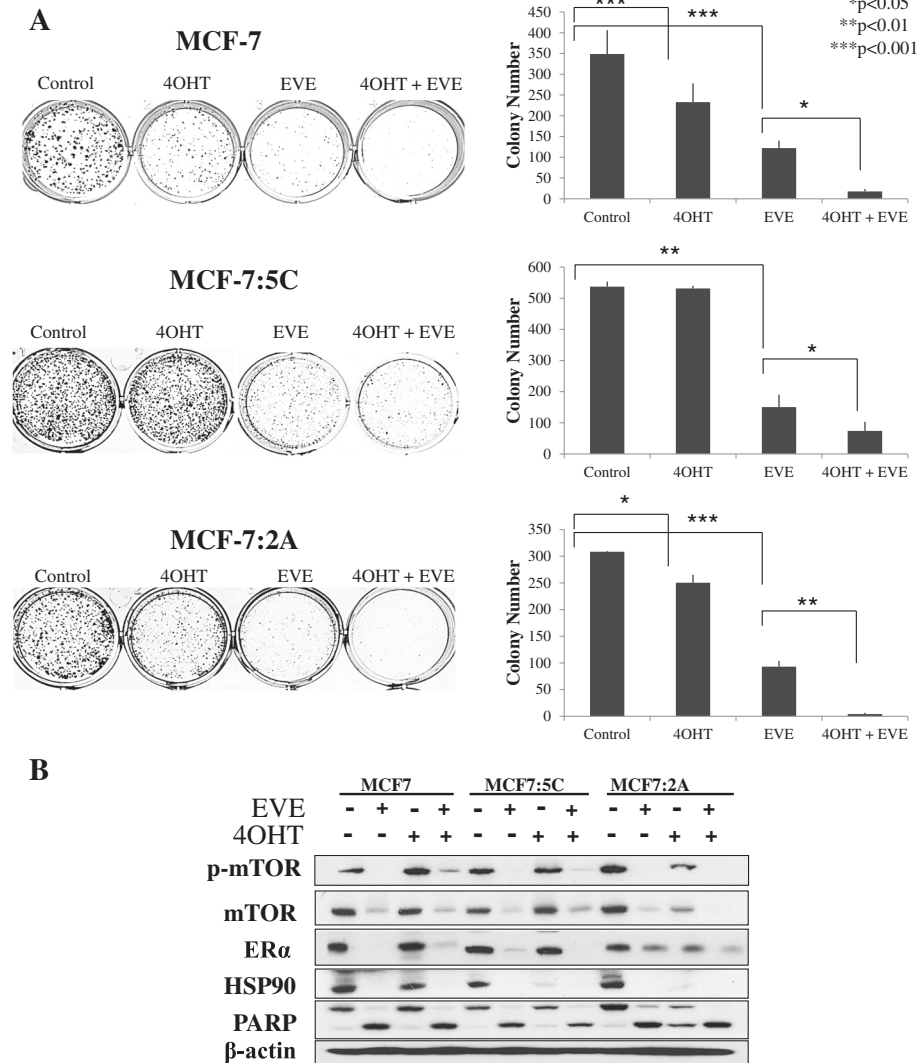 A
MCF-7
Control 4OHT EVE 4OHT + EVE
*p<0.05
**p<0.01
***p<0.001
*** ***
*
Colony Number
450
400
350
300
250
200
150
100
50
0
Control 4OHT EVE 4OHT + EVE
MCF-7:5C
Control 4OHT EVE 4OHT + EVE
**
*
Colony Number
600
500
400
300
200
100
0
Control 4OHT EVE 4OHT + EVE
MCF-7:2A
Control 4OHT EVE 4OHT + EVE
* ***
**
Colony Number
350
300
250
200
150
100
50
0
Control 4OHT EVE 4OHT + EVE
B
MCF7 MCF7:5C MCF7:2A
EVE - + - + - + - + - + - +
4OHT - - + + - - + + - - + +
p-mTOR
mTOR
ERα
HSP90
PARP
β-actin